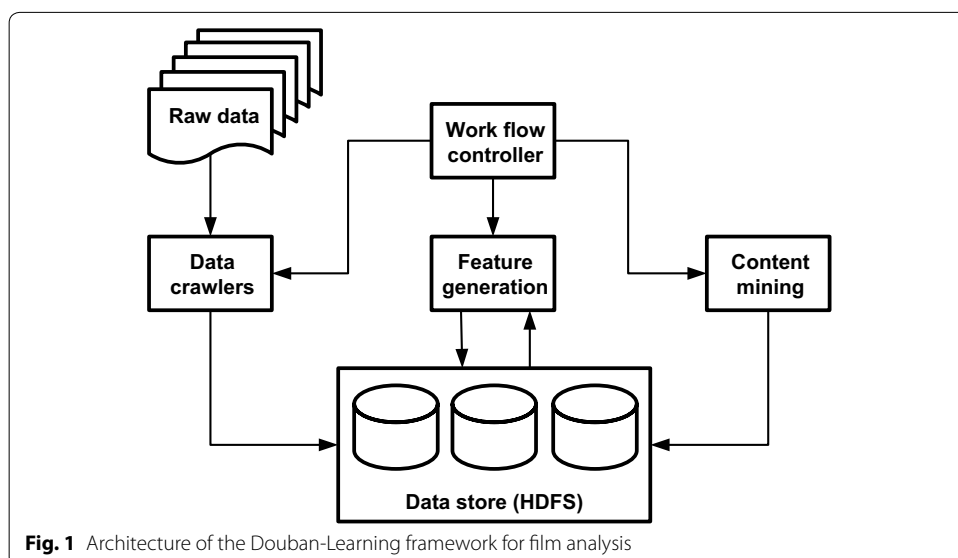 Raw data
Work flow
controller
Data
crawlers
Feature
generation
Content
mining
Data store (HDFS)
Fig. 1 Architecture of the Douban-Learning framework for film analysis